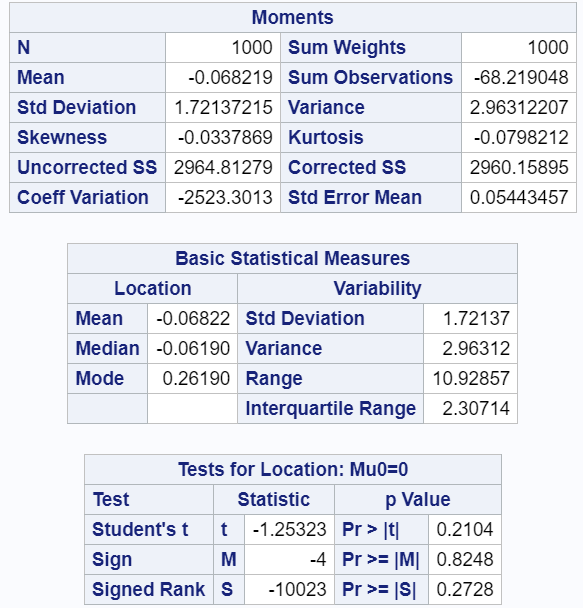 Moments
N 1000 Sum Weights 1000
Mean -0.068219 Sum Observations -68.219048
Std Deviation 1.72137215 Variance 2.96312207
Skewness -0.0337869 Kurtosis -0.0798212
Uncorrected SS 2964.81279 Corrected SS 2960.15895
Coeff Variation -2523.3013 Std Error Mean 0.05443457
Basic Statistical Measures
Location Variability
Mean -0.06822 Std Deviation 1.72137
Median -0.06190 Variance 2.96312
Mode 0.26190 Range 10.92857
Interquartile Range 2.30714
Tests for Location: Mu0=0
Test Statistic p Value
Student's t t -1.25323 Pr > |t| 0.2104
Sign M -4 Pr >= |M| 0.8248
Signed Rank S -10023 Pr >= |S| 0.2728